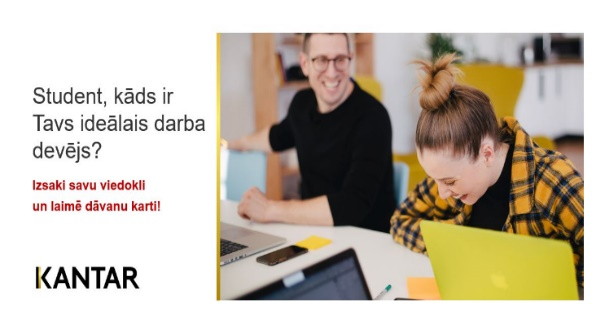 Student, kāds ir
Tavs ideālais darba
devējs?
Izsaki savu viedokli
un laimē dāvanu karti!
KANTAR